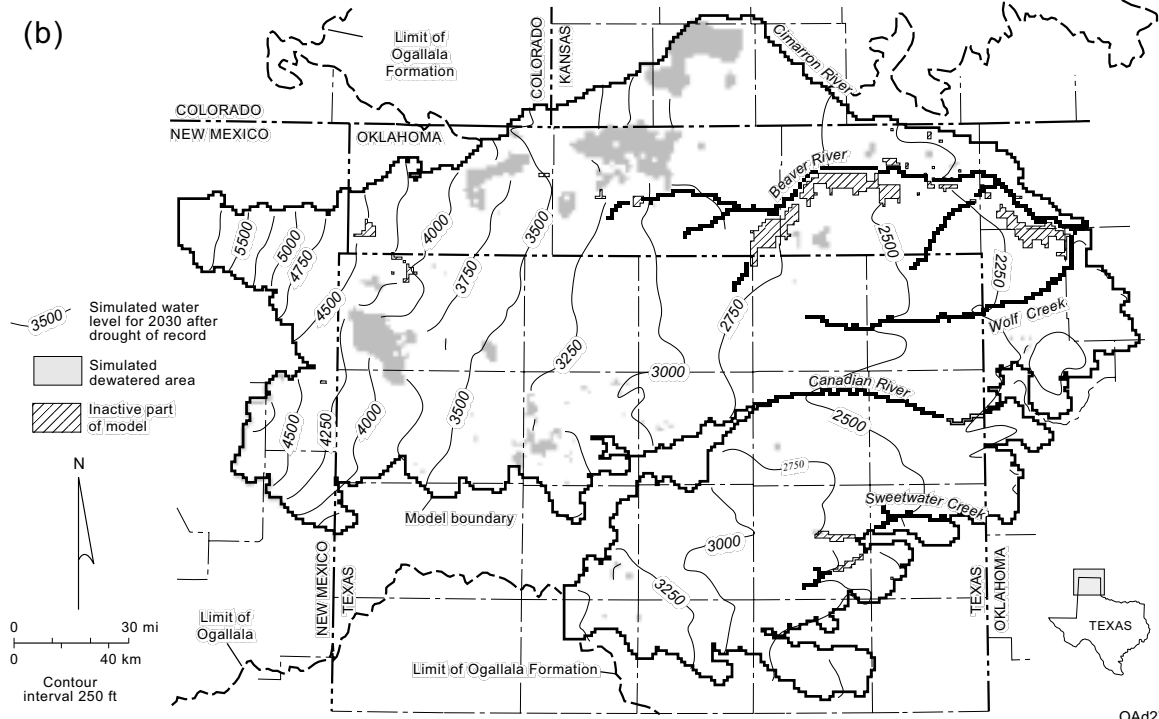 (b)
Limit of
Ogallala
Formation
COLORADO
KANSAS
Cimarron River
COLORADO
NEW MEXICO
OKLAHOMA
Beaver River
5500
5000
4750
4500
4000
3750
3500
3250
3000
2750
2500
2250
Wolf Creek
3500
Simulated water
level for 2030 after
drought of record
Simulated
dewatered area
Inactive part
of model
4500
4250
4000
3500
Canadian River
2500
2750
Sweetwater Creek
N
Model boundary
3000
3250
NEW MEXICO
TEXAS
TEXAS
OKLAHOMA
TEXAS
0 30 mi
0 40 km
Contour
interval 250 ft
Limit of
Ogallala
Limit of Ogallala Formation